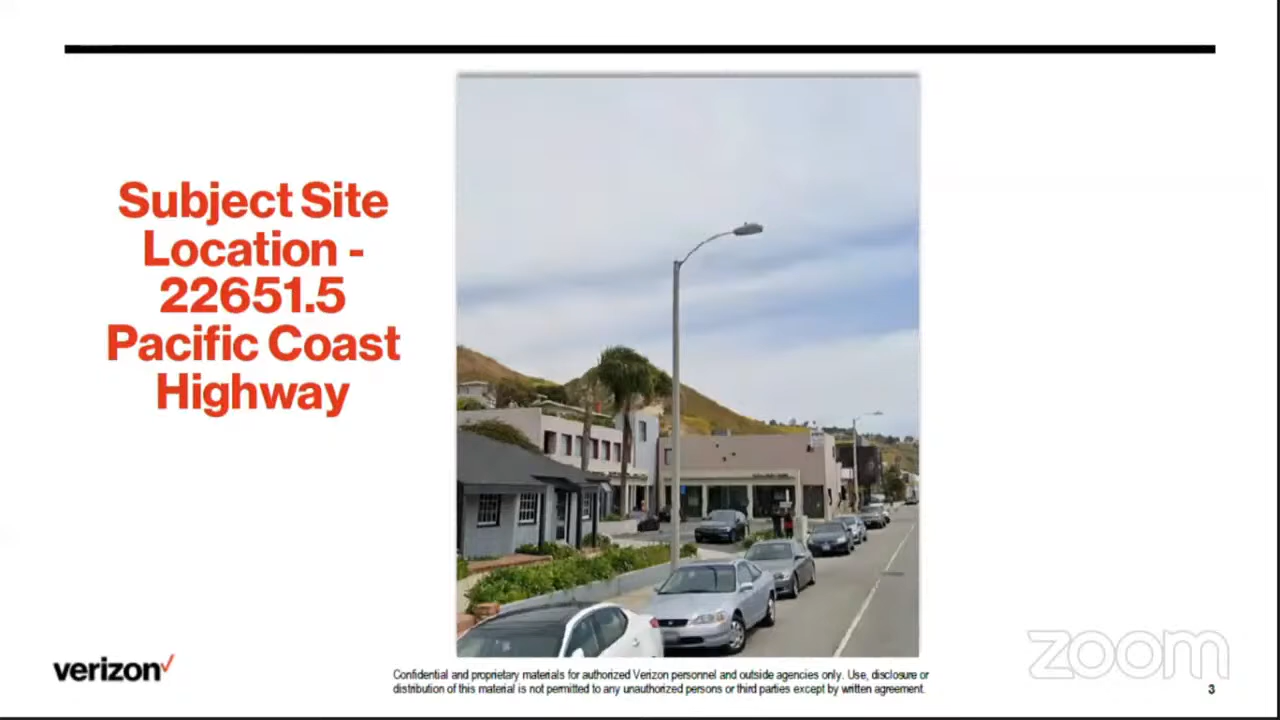 Subject Site
Location -
22651.5
Pacific Coast
Highway
verizon
Confidential and proprietary materials for authorized Verizon personnel and outside agencies only. Use, disclosure or
distribution of this material is not permitted to any unauthorized persons or third parties except by written agreement.
zoom
3